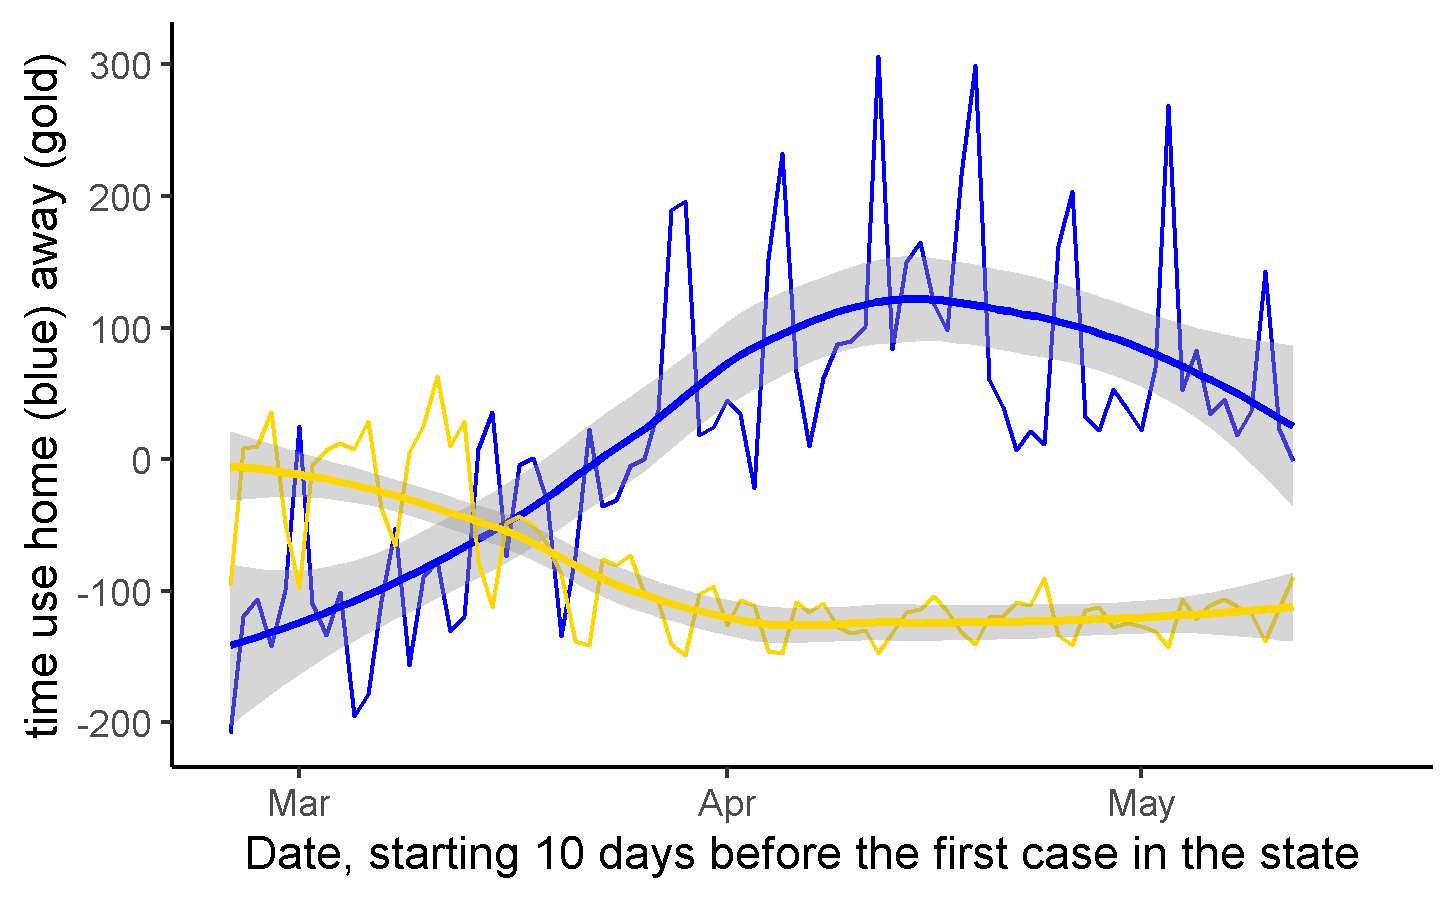 time use home (blue) away (gold)
300
200
100
0
-100
-200
Mar Apr May
Date, starting 10 days before the first case in the state